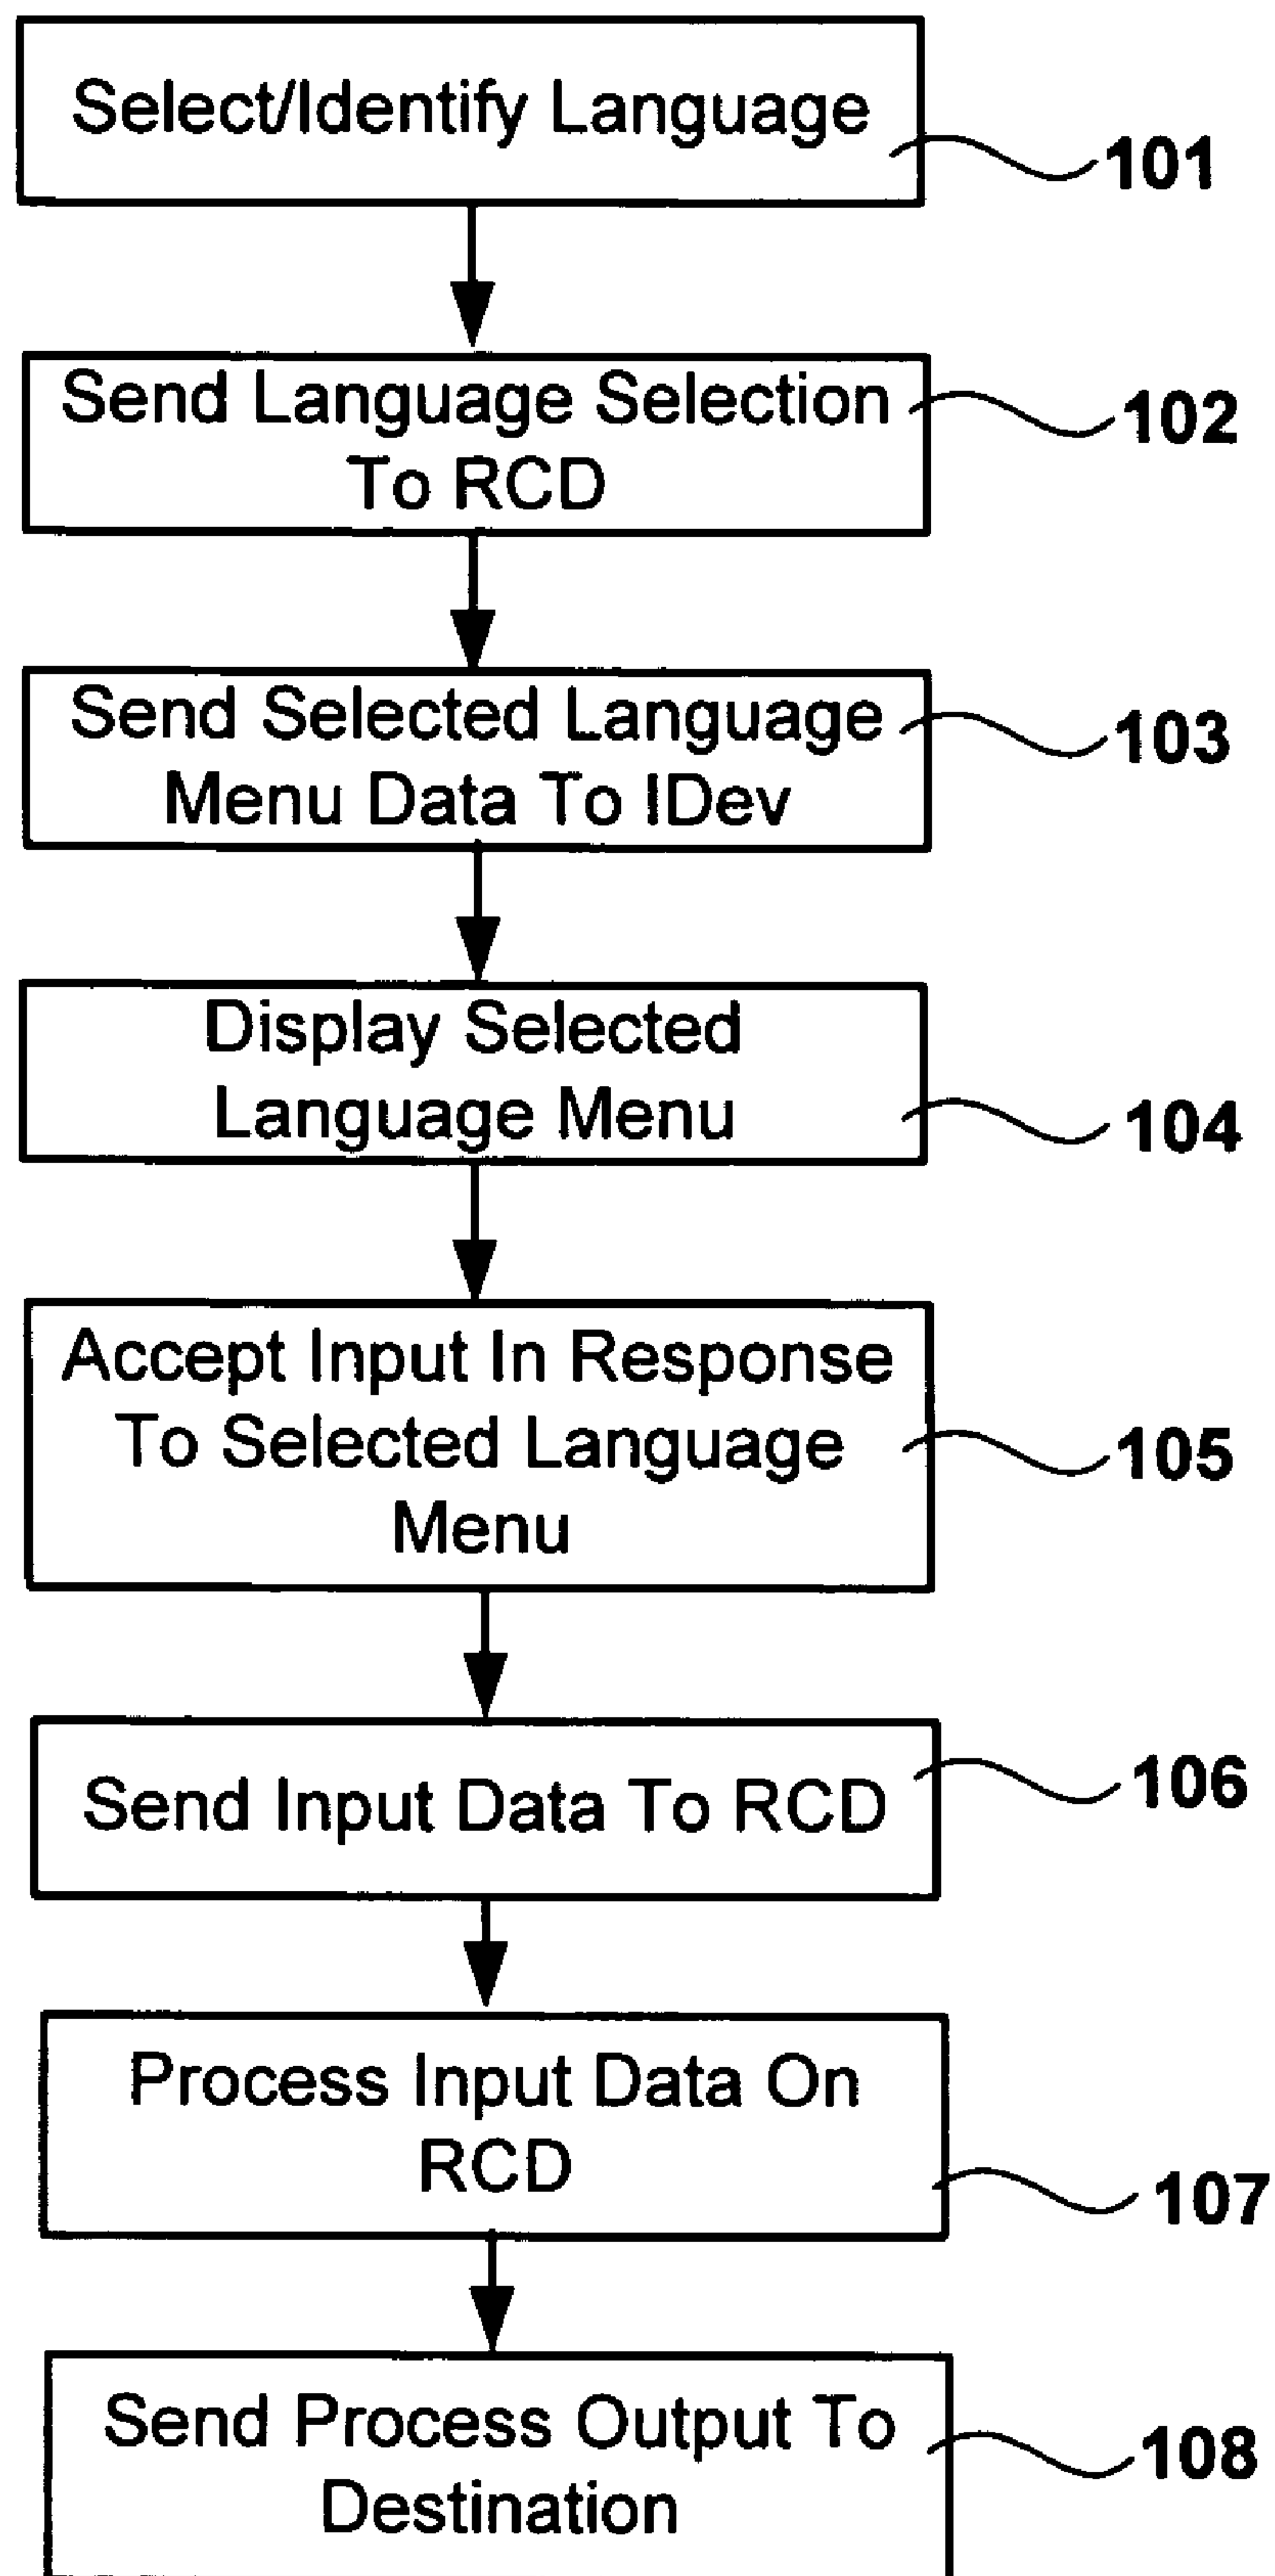 Select/Identify Language
101
Send Language Selection
To RCD
102
Send Selected Language
Menu Data To IDev
103
Display Selected
Language Menu
104
Accept Input In Response
To Selected Language
Menu
105
Send Input Data To RCD
106
Process Input Data On
RCD
107
Send Process Output To
Destination
108